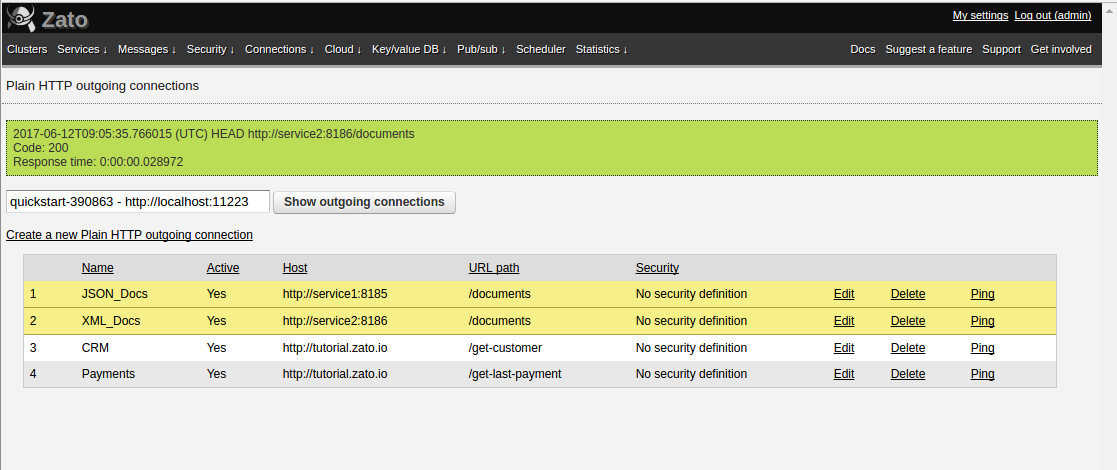 Zato
My settings Log out (admin)
Clusters Services ↓ Messages ↓ Security ↓ Connections ↓ Cloud ↓ Key/value DB ↓ Pub/sub ↓ Scheduler Statistics ↓ Docs Suggest a feature Support Get involved
Plain HTTP outgoing connections
2017-06-12T09:05:35.766015 (UTC) HEAD http://service2:8186/documents
Code: 200
Response time: 0:00:00.028972
quickstart-390863 - http://localhost:11223 Show outgoing connections
Create a new Plain HTTP outgoing connection
Name Active Host URL path Security
1 JSON_Docs Yes http://service1:8185 /documents No security definition Edit Delete Ping
2 XML_Docs Yes http://service2:8186 /documents No security definition Edit Delete Ping
3 CRM Yes http://tutorial.zato.io /get-customer No security definition Edit Delete Ping
4 Payments Yes http://tutorial.zato.io /get-last-payment No security definition Edit Delete Ping